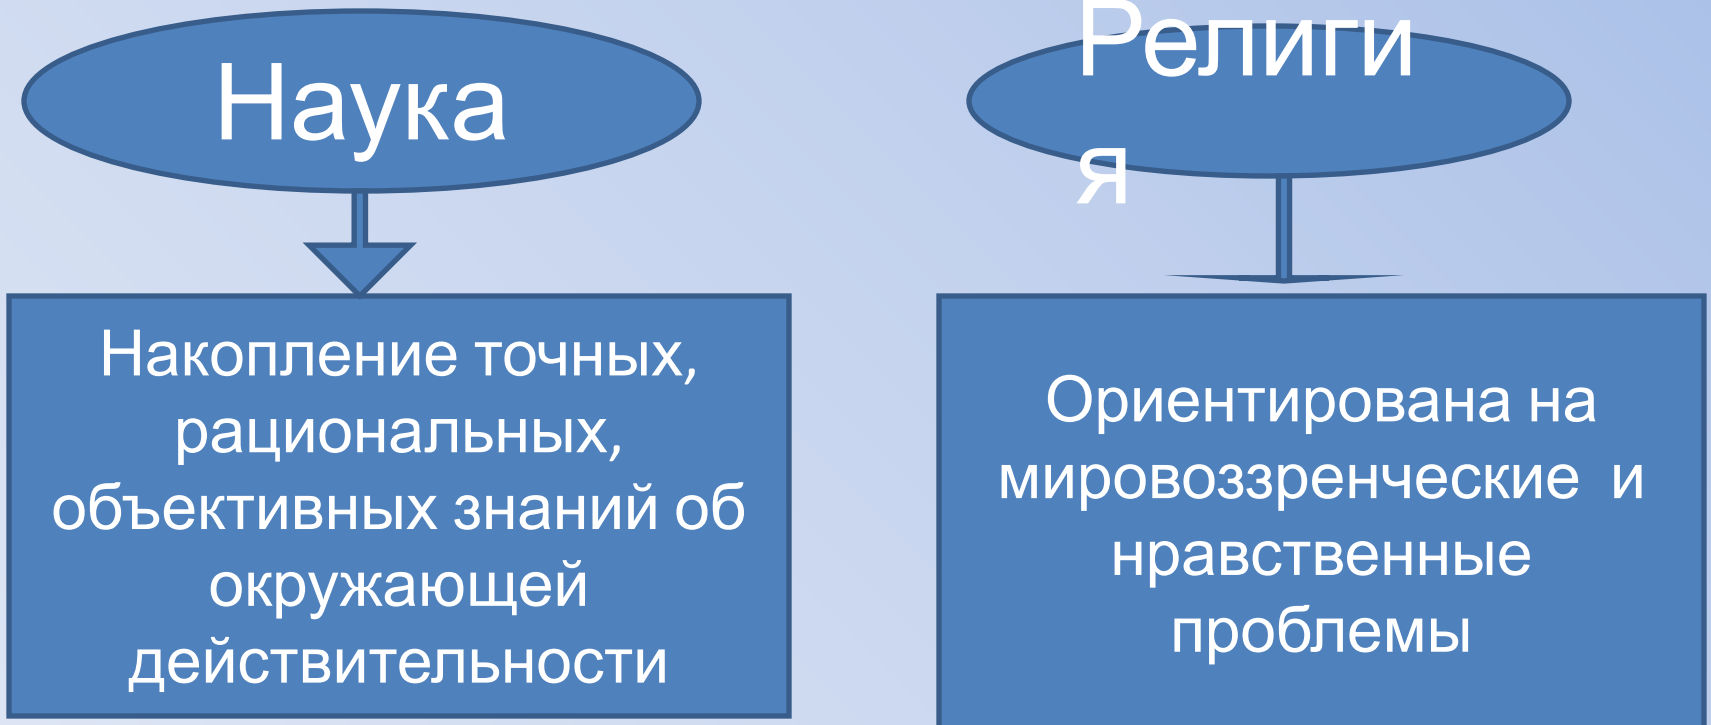 Наука
Накопление точных,
рациональных,
объективных знаний об
окружающей
действительности
Религи
я
Ориентирована на
мировоззренческие и
нравственные
проблемы